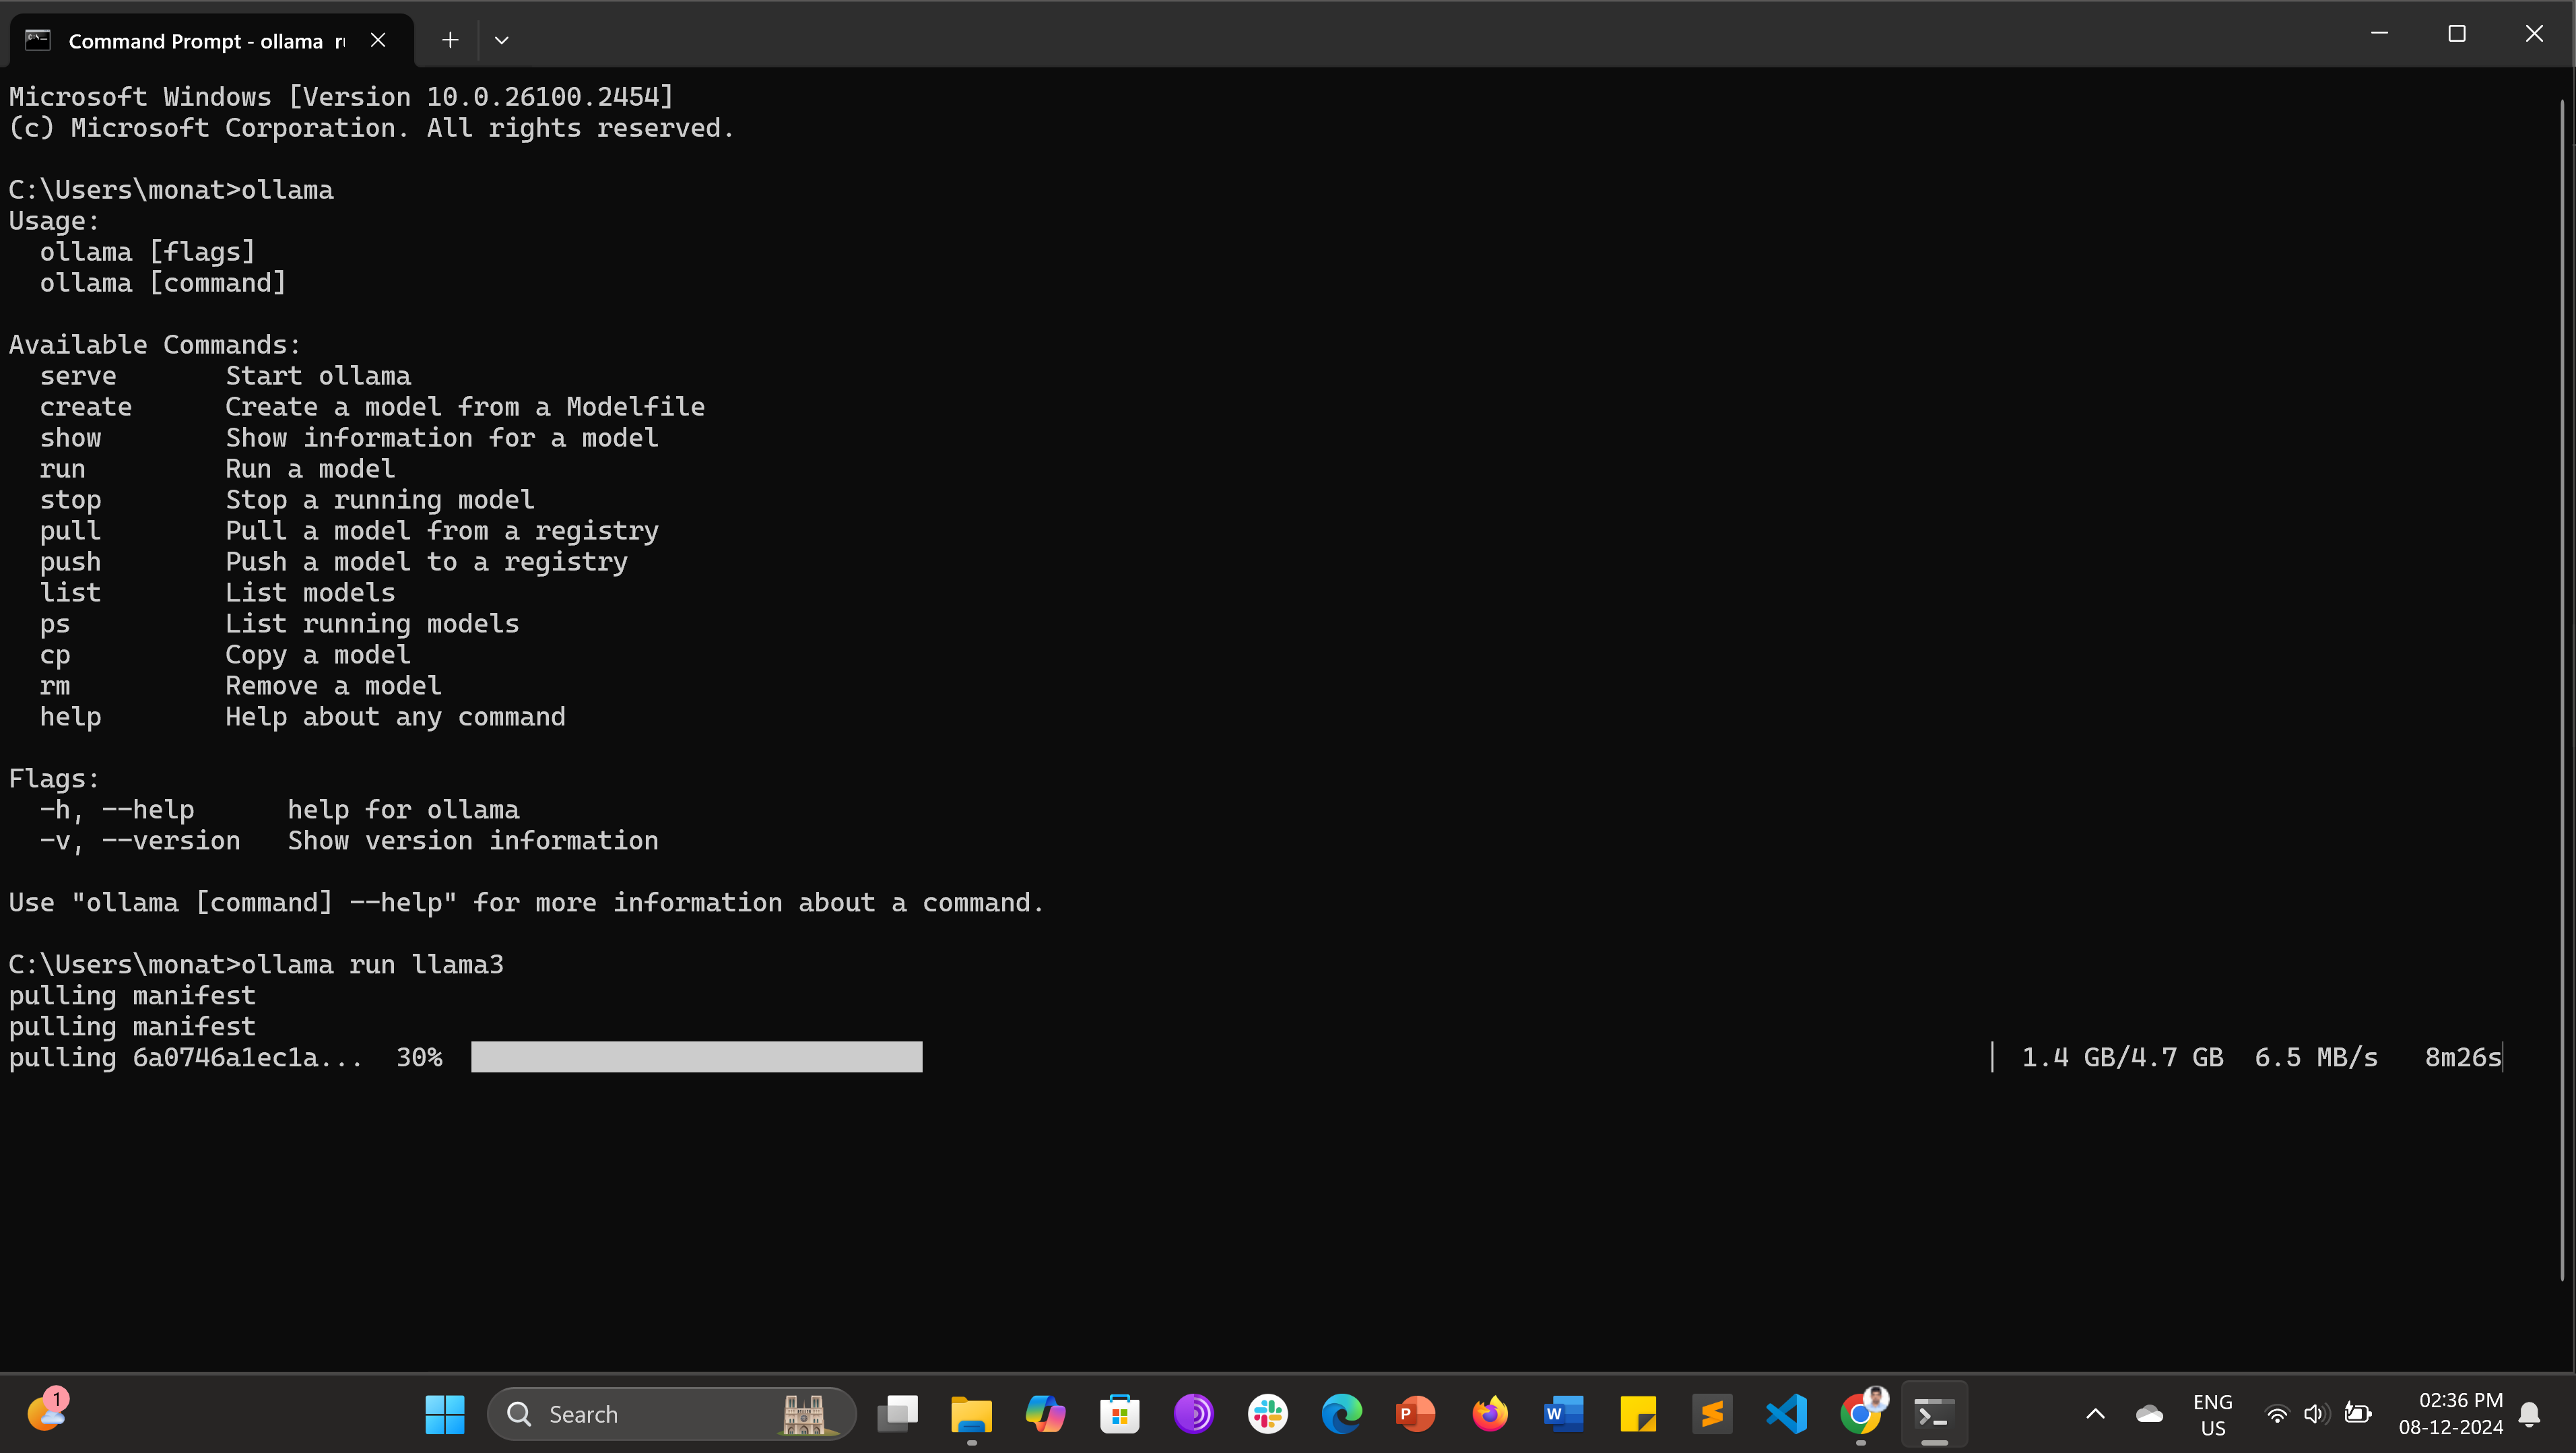 Command Prompt - ollama
Microsoft Windows [Version 10.0.26100.2454]
(c) Microsoft Corporation. All rights reserved.
C:\Users\monat>ollama
Usage:
  ollama [flags]
  ollama [command]
Available Commands:
  serve       Start ollama
  create      Create a model from a Modelfile
  show        Show information for a model
  run         Run a model
  stop        Stop a running model
  pull        Pull a model from a registry
  push        Push a model to a registry
  list        List models
  ps          List running models
  cp          Copy a model
  rm          Remove a model
  help        Help about any command
Flags:
  -h, --help      help for ollama
  -v, --version   Show version information
Use "ollama [command] --help" for more information about a command.
C:\Users\monat>ollama run llama3
pulling manifest
pulling manifest
pulling 6a0746a1ec1a...  30%  1.4 GB/4.7 GB  6.5 MB/s   8m26s
1
Search
P
W
ENG
US
02:36 PM
08-12-2024